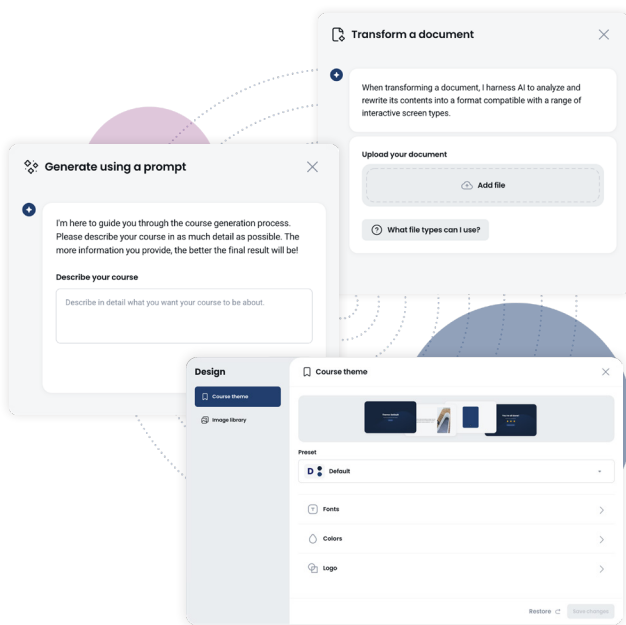 Transform a document
When transforming a document, I harness AI to analyze and
rewrite its contents into a format compatible with a range of
interactive screen types.
Upload your document
Add file
What file types can I use?
Generate using a prompt
I'm here to guide you through the course generation process.
Please describe your course in as much detail as possible. The
more information you provide, the better the final result will be!
Describe your course
Describe in detail what you want your course to be about.
Design
Course theme
Image library
Course theme
Preset
D
Default
Fonts
Colors
Logo
Restore
Save changes